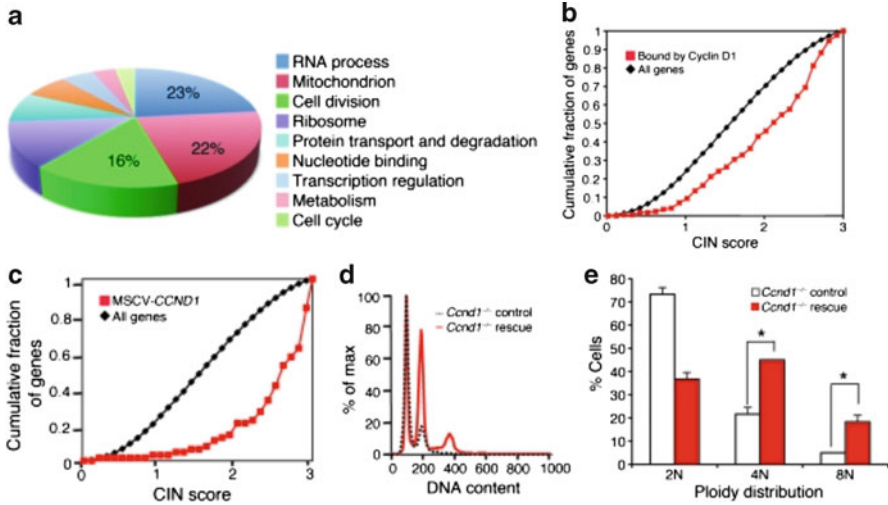 a
23%
22%
16%
RNA process
Mitochondrion
Cell division
Ribosome
Protein transport and degradation
Nucleotide binding
Transcription regulation
Metabolism
Cell cycle
b
Cumulative fraction of genes
1
0.9
0.8
0.7
0.6
0.5
0.4
0.3
0.2
0.1
0
Bound by Cyclin D1
All genes
0 1 2 3
CIN score
c
Cumulative fraction
of genes
1
0.8
0.6
0.4
0.2
0
MSCV-CCND1
All genes
0 1 2 3
CIN score
d
% of max
100
80
60
40
20
0
Ccnd1-/- control
Ccnd1-/- rescue
0 200 400 600 800 1000
DNA content
e
% Cells
80
70
60
50
40
30
20
10
0
Ccnd1-/- control
Ccnd1-/- rescue
*
*
2N 4N 8N
Ploidy distribution